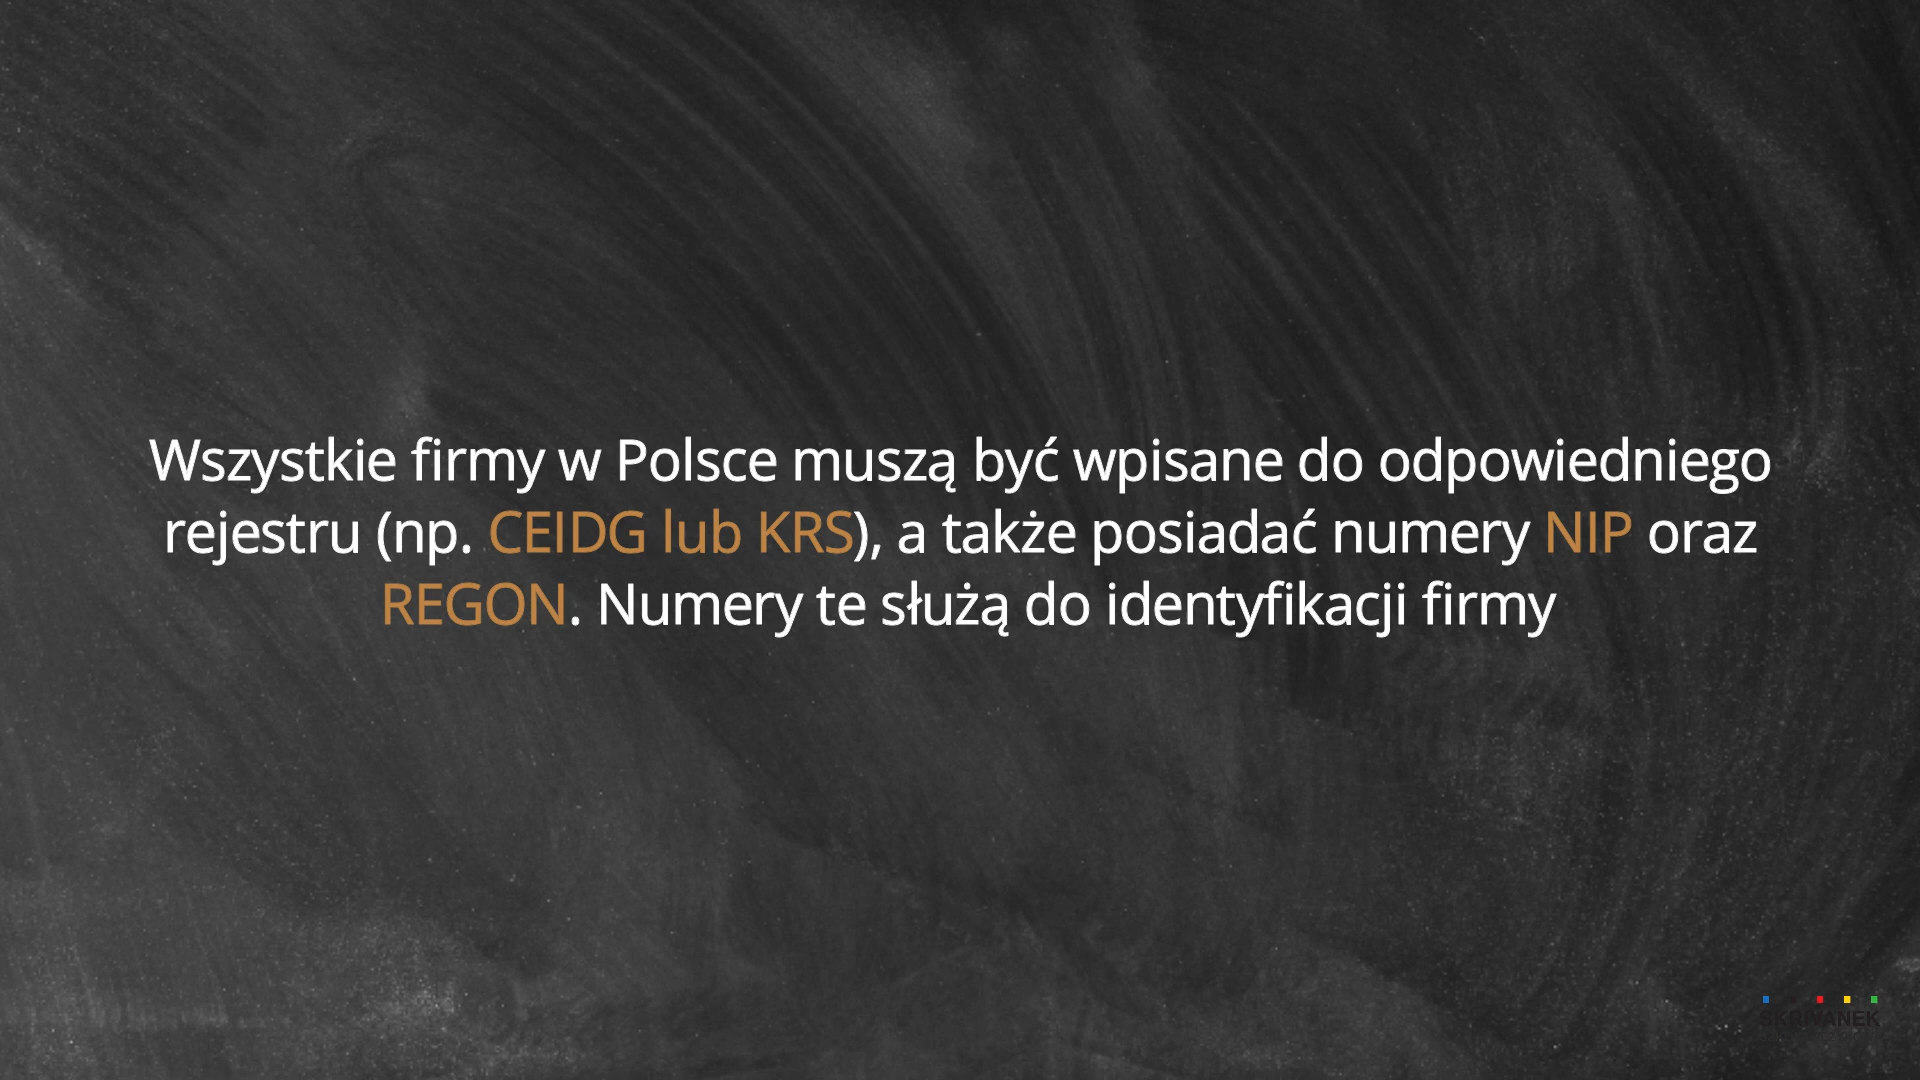 Wszystkie firmy w Polsce muszą być wpisane do odpowiedniego
rejestru (np. CEIDG lub KRS), a także posiadać numery NIP oraz
REGON. Numery te służą do identyfikacji firmy
SKRIVANEK